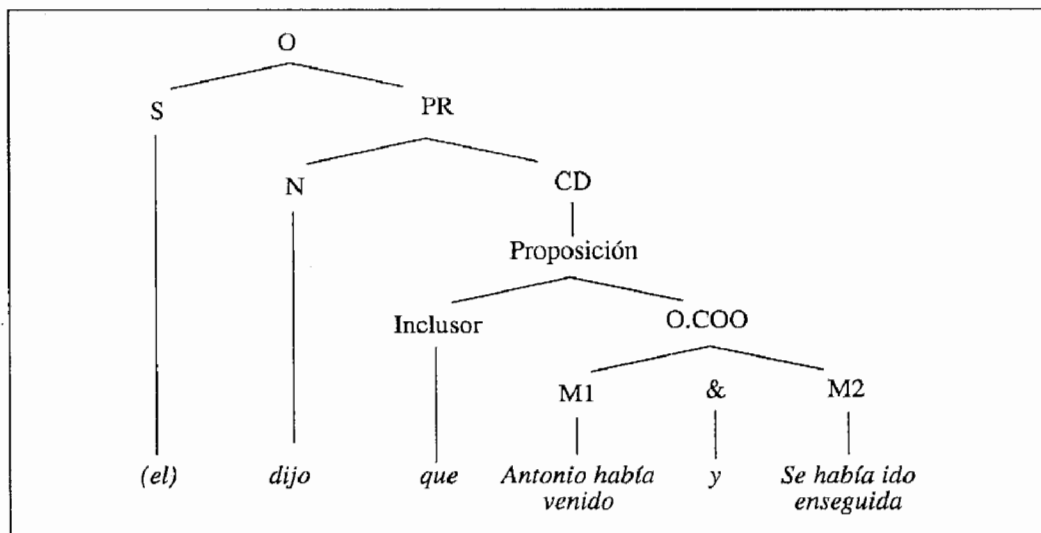 O
S PR
N CD
Proposición
Inclusor O.COO
M1 & M2
(el) dijo que Antonio había y Se había ido
venido enseguida